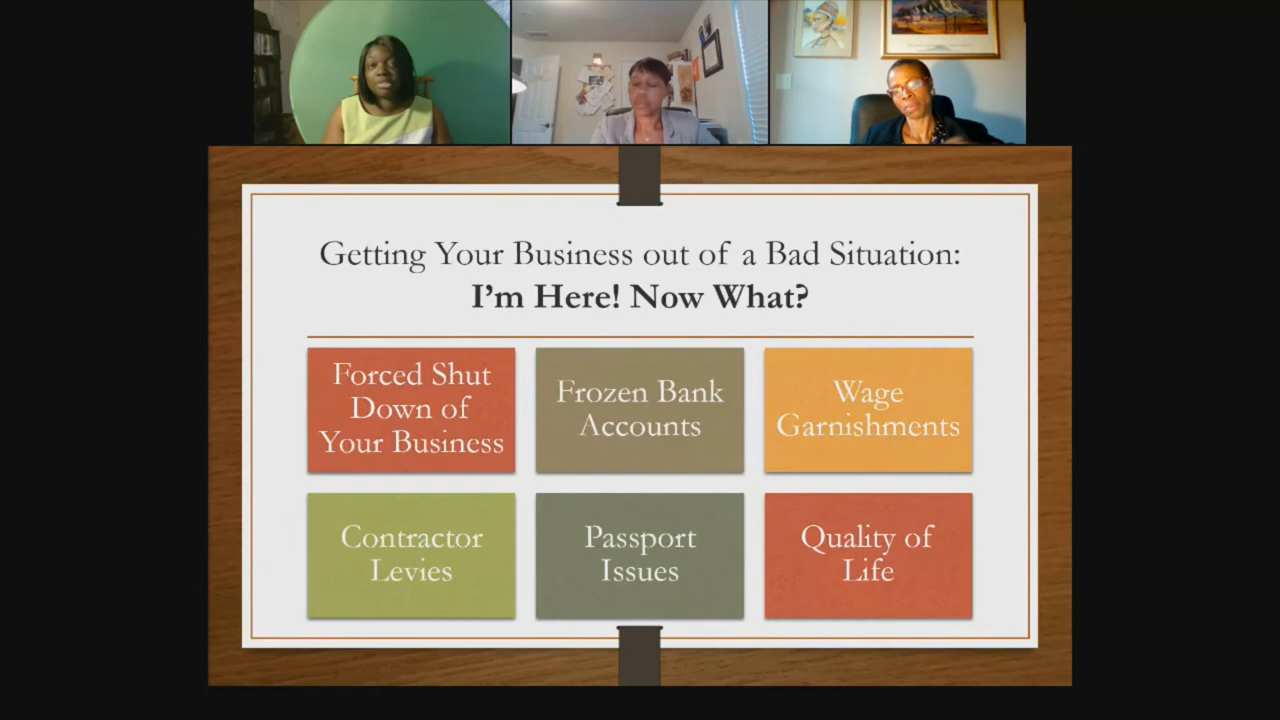 Getting Your Business out of a Bad Situation:
I'm Here! Now What?
Forced Shut
Down of
Your Business
Frozen Bank
Accounts
Wage
Garnishments
Contractor
Levies
Passport
Issues
Quality of
Life